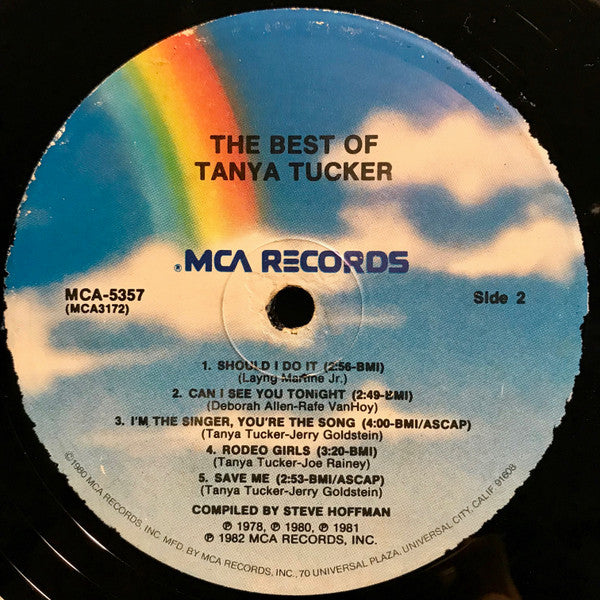 THE BEST OF
TANYA TUCKER
®MCA RECORDS
MCA-5357
(MCA3172)
Side 2
1. SHOULD I DO IT (2:56-BMI)
(Layng Martine Jr.)
2. CAN I SEE YOU TONIGHT (2:49-BMI)
(Deborah Allen-Rafe VanHoy)
3. I'M THE SINGER, YOU'RE THE SONG (4:00-BMI/ASCAP)
(Tanya Tucker-Jerry Goldstein)
4. RODEO GIRLS (3:20-BMI)
(Tanya Tucker-Joe Rainey)
5. SAVE ME (2:53-BMI/ASCAP)
(Tanya Tucker-Jerry Goldstein)
COMPILED BY STEVE HOFFMAN
℗ 1978, ℗ 1980, ℗ 1981
℗ 1982 MCA RECORDS, INC.
©1980 MCA RECORDS, INC. MFD. BY MCA RECORDS, INC., 70 UNIVERSAL PLAZA, UNIVERSAL CITY, CALIF. 91608